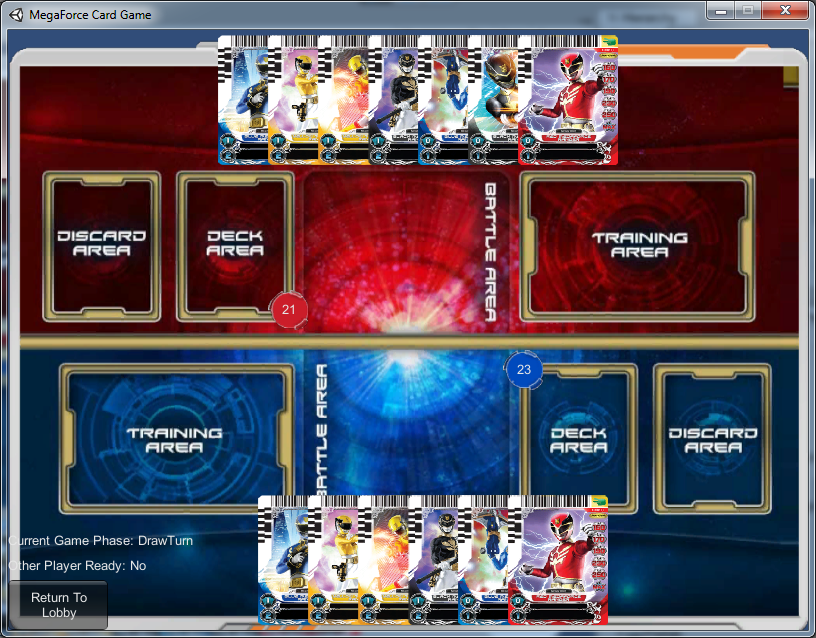 MegaForce Card Game
DISCARD
AREA
DECK
AREA
BATTLE AREA
TRAINING
AREA
21
TRAINING
AREA
BATTLE AREA
23
DECK
AREA
DISCARD
AREA
Current Game Phase: DrawTurn
Other Player Ready: No
Return To
Lobby